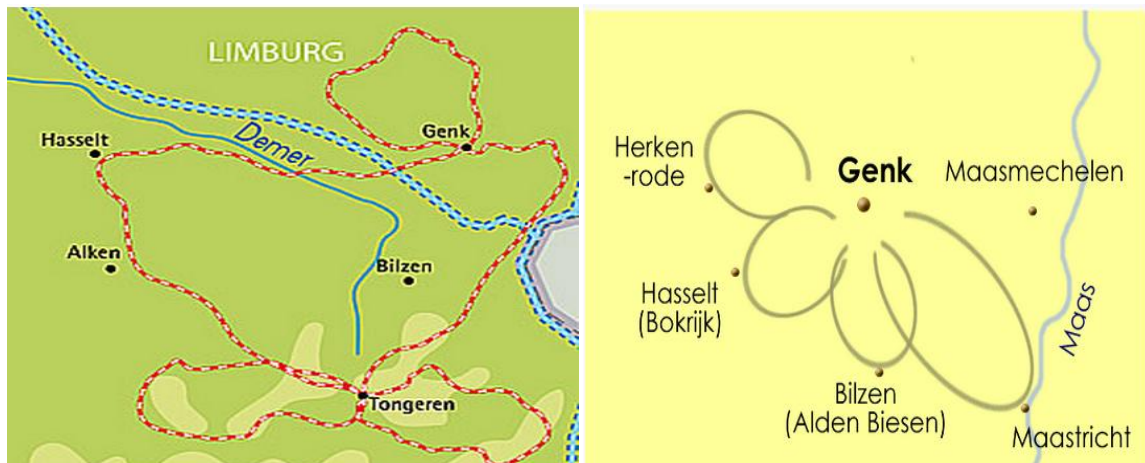 LIMBURG
Genk
Hasselt
Demer
Alken
Bilzen
Tongeren
Herken
-rode
Genk
Maasmechelen
Hasselt
(Bokrijk)
Maas
Bilzen
(Alden Biesen)
Maastricht